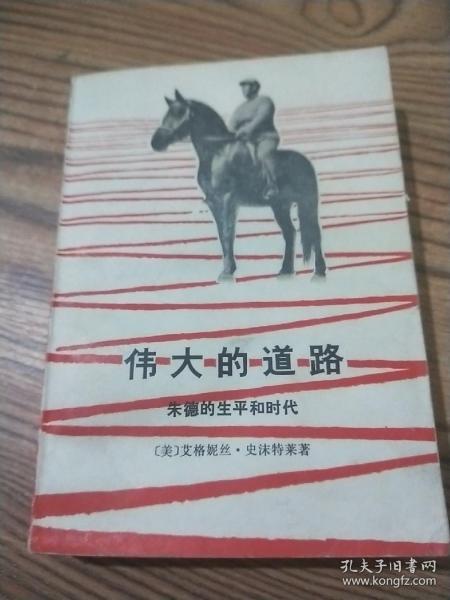 伟大的道路
朱德的生平和时代
〔美〕艾格妮丝·史沫特莱著
孔夫子旧书网
www.kongfz.com